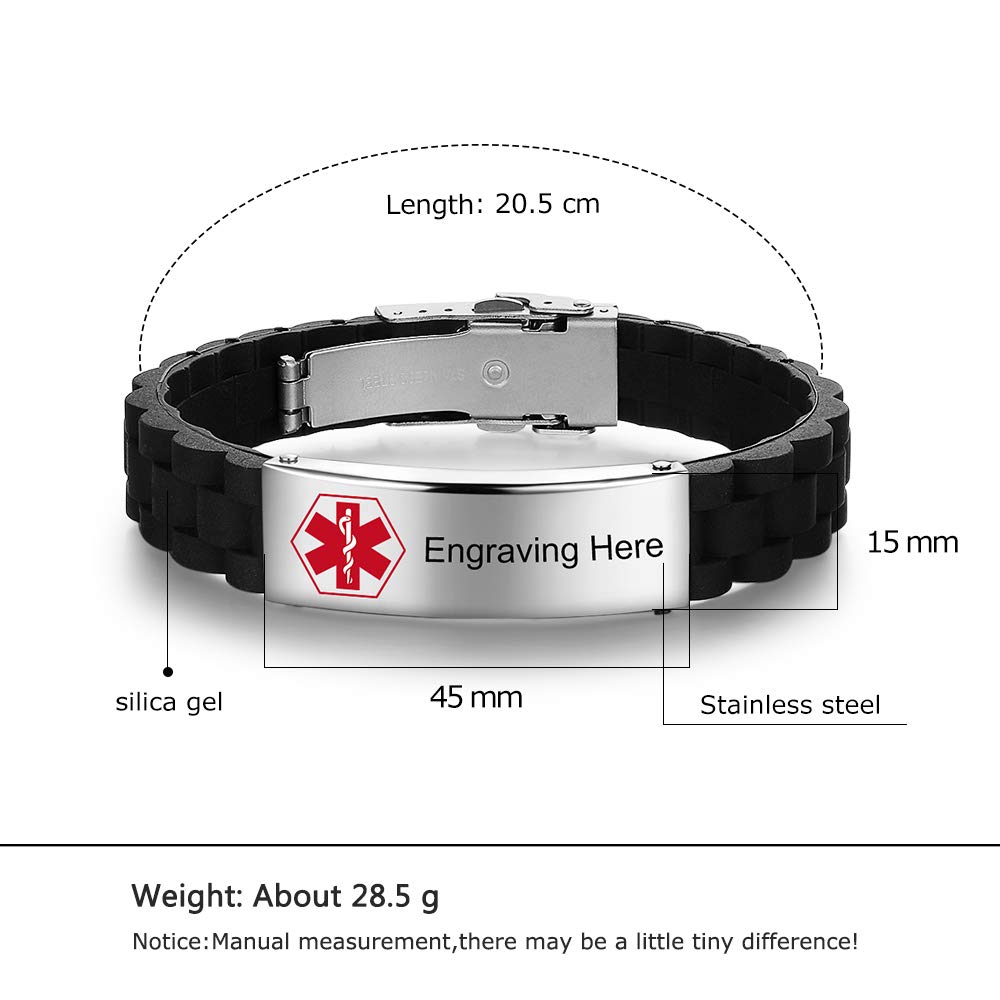 Length: 20.5 cm
Engraving Here
15 mm
45 mm
silica gel
Stainless steel
Weight: About 28.5 g
Notice:Manual measurement,there may be a little tiny difference!